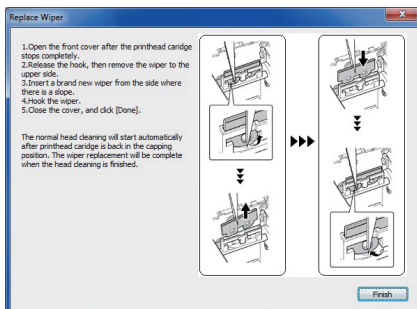 Replace Wiper
1.Open the front cover after the printhead caridge
stops completely.
2.Release the hook, then remove the wiper to the
upper side.
3.Insert a brand new wiper from the side where
there is a slope.
4.Hook the wiper.
5.Close the cover, and click [Done].
The normal head cleaning will start automatically
after printhead caridge is back in the capping
position. The wiper replacement will be complete
when the head cleaning is finished.
Finish